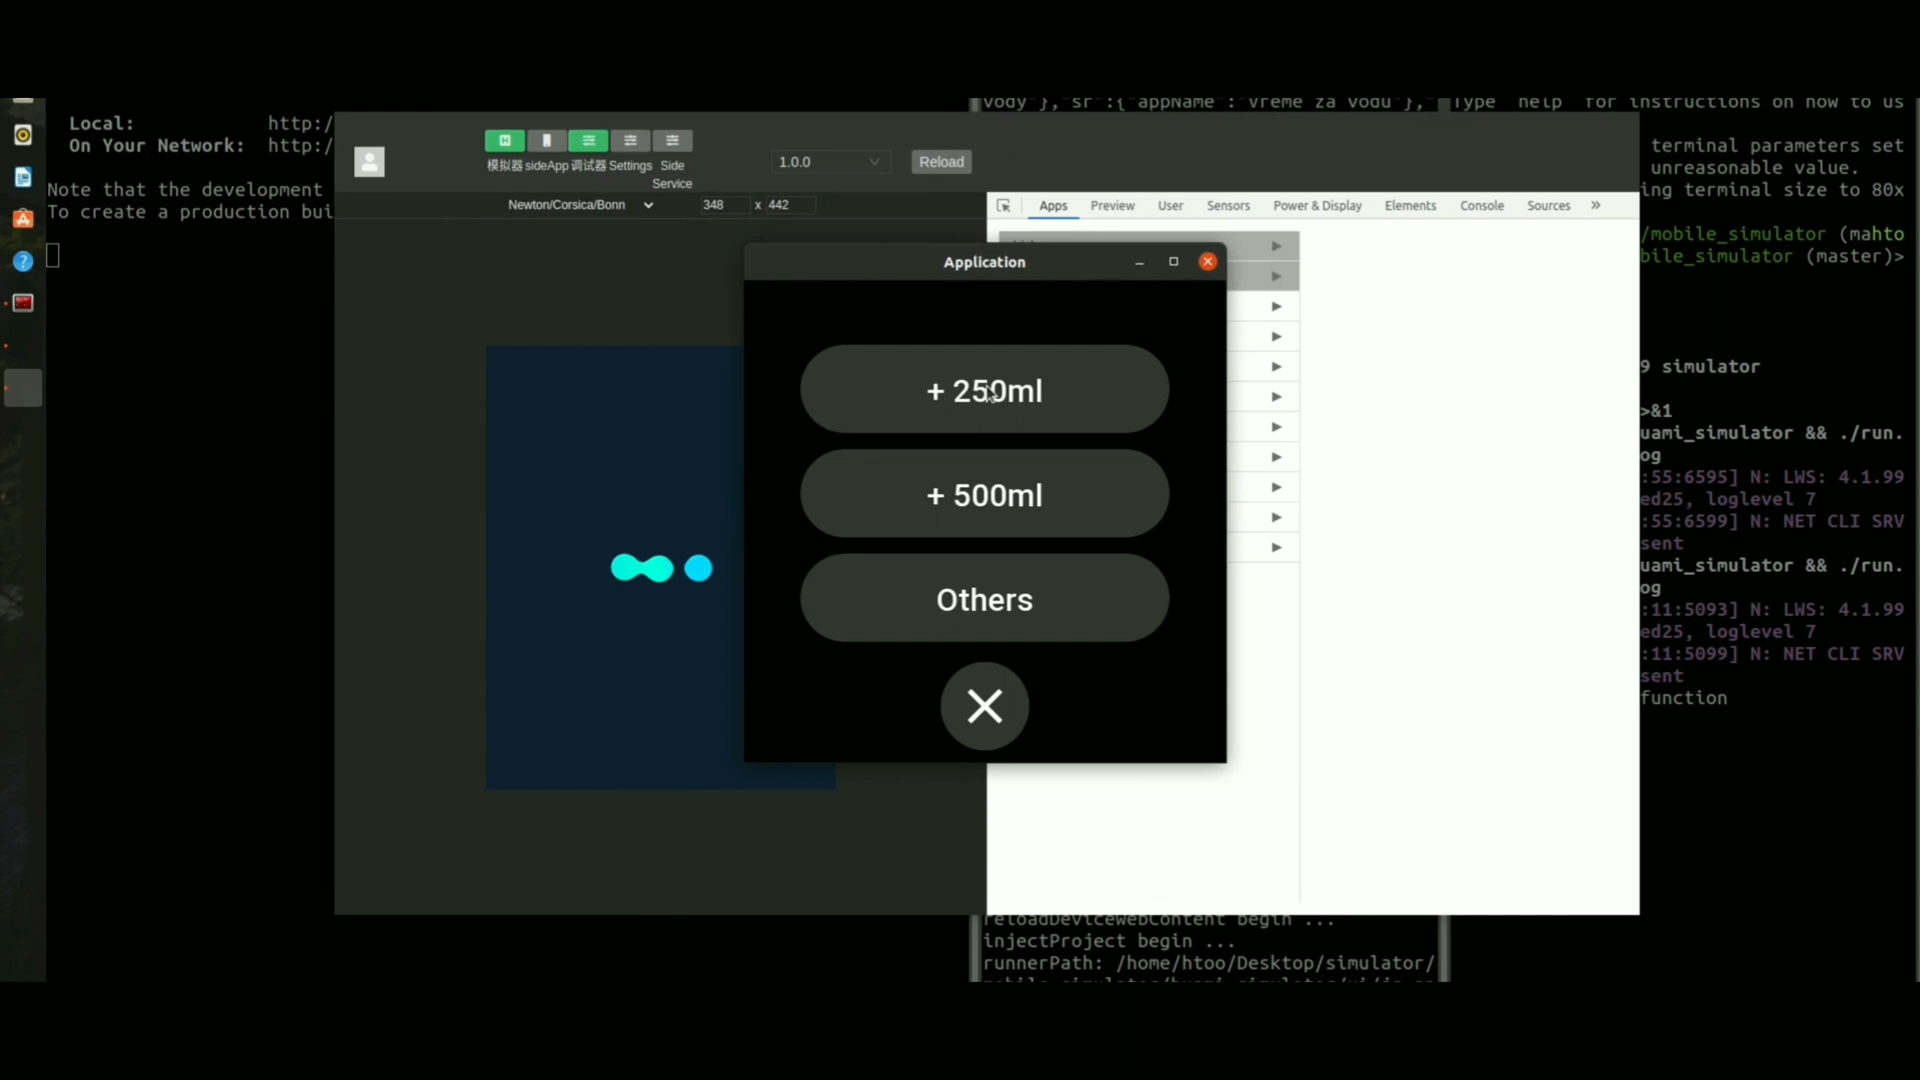 Local: http:/
On Your Network: http:/
Note that the development
To create a production bui
模拟器 sideApp 调试器 Settings Side Service
1.0.0
Reload
Newton/Corsica/Bonn 348 x 442
Apps Preview User Sensors Power & Display Elements Console Sources »
Application
+ 250ml
+ 500ml
Others
vody"},"sr":{"appName":"Vreme za vodu"},"
reloadDeviceWebContent begin ...
injectProject begin ...
runnerPath: /home/htoo/Desktop/simulator/
Type help for instructions on how to us
terminal parameters set
unreasonable value.
ing terminal size to 80x
/mobile_simulator (mahto
bile_simulator (master)>
9 simulator
>&1
uami_simulator && ./run.
og
:55:6595] N: LWS: 4.1.99
ed25, loglevel 7
:55:6599] N: NET CLI SRV
sent
uami_simulator && ./run.
og
:11:5093] N: LWS: 4.1.99
ed25, loglevel 7
:11:5099] N: NET CLI SRV
sent
function